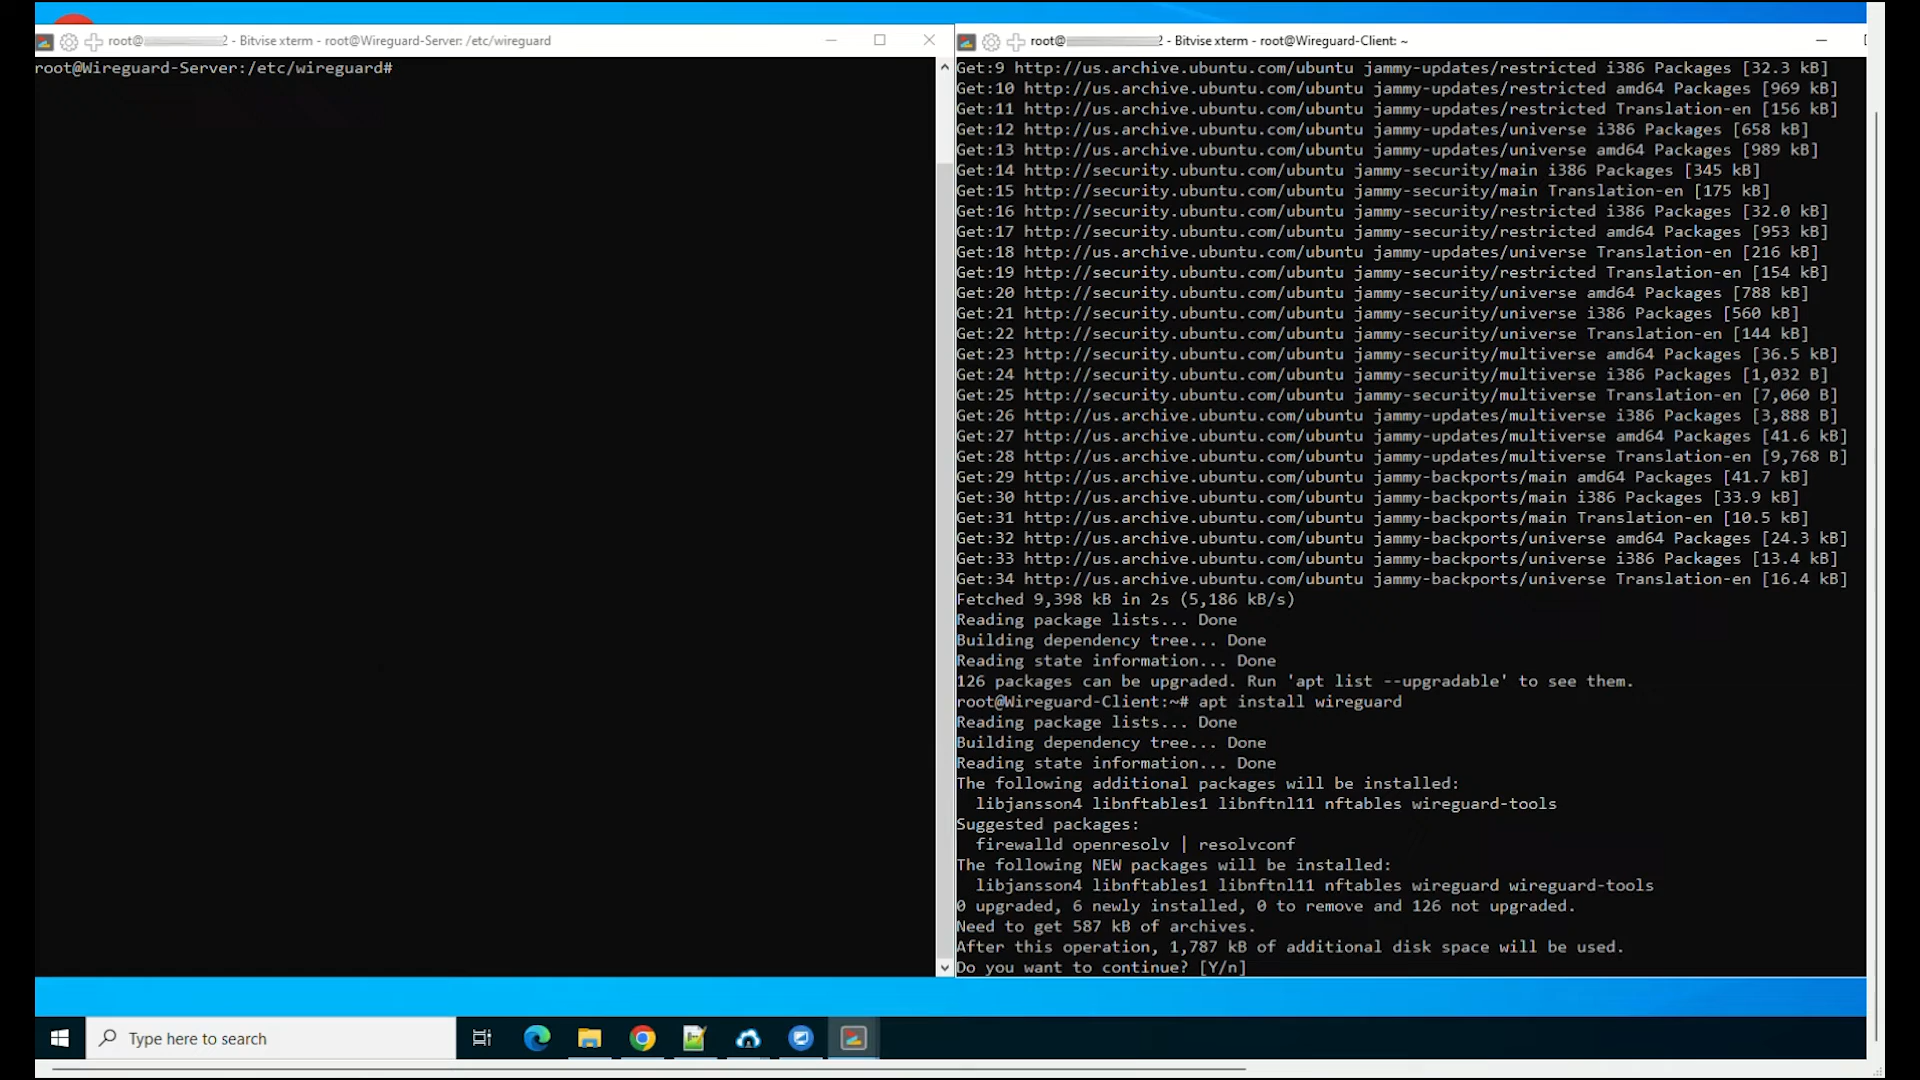 root@ 2 - Bitvise xterm - root@Wireguard-Server: /etc/wireguard
root@Wireguard-Server:/etc/wireguard#
root@ 2 - Bitvise xterm - root@Wireguard-Client: ~
Get:9 http://us.archive.ubuntu.com/ubuntu jammy-updates/restricted i386 Packages [32.3 kB]
Get:10 http://us.archive.ubuntu.com/ubuntu jammy-updates/restricted amd64 Packages [969 kB]
Get:11 http://us.archive.ubuntu.com/ubuntu jammy-updates/restricted Translation-en [156 kB]
Get:12 http://us.archive.ubuntu.com/ubuntu jammy-updates/universe i386 Packages [658 kB]
Get:13 http://us.archive.ubuntu.com/ubuntu jammy-updates/universe amd64 Packages [989 kB]
Get:14 http://security.ubuntu.com/ubuntu jammy-security/main i386 Packages [345 kB]
Get:15 http://security.ubuntu.com/ubuntu jammy-security/main Translation-en [175 kB]
Get:16 http://security.ubuntu.com/ubuntu jammy-security/restricted i386 Packages [32.0 kB]
Get:17 http://security.ubuntu.com/ubuntu jammy-security/restricted amd64 Packages [953 kB]
Get:18 http://us.archive.ubuntu.com/ubuntu jammy-updates/universe Translation-en [216 kB]
Get:19 http://security.ubuntu.com/ubuntu jammy-security/restricted Translation-en [154 kB]
Get:20 http://security.ubuntu.com/ubuntu jammy-security/universe amd64 Packages [788 kB]
Get:21 http://security.ubuntu.com/ubuntu jammy-security/universe i386 Packages [560 kB]
Get:22 http://security.ubuntu.com/ubuntu jammy-security/universe Translation-en [144 kB]
Get:23 http://security.ubuntu.com/ubuntu jammy-security/multiverse amd64 Packages [36.5 kB]
Get:24 http://security.ubuntu.com/ubuntu jammy-security/multiverse i386 Packages [1,032 B]
Get:25 http://security.ubuntu.com/ubuntu jammy-security/multiverse Translation-en [7,060 B]
Get:26 http://us.archive.ubuntu.com/ubuntu jammy-updates/multiverse i386 Packages [3,888 B]
Get:27 http://us.archive.ubuntu.com/ubuntu jammy-updates/multiverse amd64 Packages [41.6 kB]
Get:28 http://us.archive.ubuntu.com/ubuntu jammy-updates/multiverse Translation-en [9,768 B]
Get:29 http://us.archive.ubuntu.com/ubuntu jammy-backports/main amd64 Packages [41.7 kB]
Get:30 http://us.archive.ubuntu.com/ubuntu jammy-backports/main i386 Packages [33.9 kB]
Get:31 http://us.archive.ubuntu.com/ubuntu jammy-backports/main Translation-en [10.5 kB]
Get:32 http://us.archive.ubuntu.com/ubuntu jammy-backports/universe amd64 Packages [24.3 kB]
Get:33 http://us.archive.ubuntu.com/ubuntu jammy-backports/universe i386 Packages [13.4 kB]
Get:34 http://us.archive.ubuntu.com/ubuntu jammy-backports/universe Translation-en [16.4 kB]
Fetched 9,398 kB in 2s (5,186 kB/s)
Reading package lists... Done
Building dependency tree... Done
Reading state information... Done
126 packages can be upgraded. Run 'apt list --upgradable' to see them.
root@Wireguard-Client:~# apt install wireguard
Reading package lists... Done
Building dependency tree... Done
Reading state information... Done
The following additional packages will be installed:
libjansson4 libnftables1 libnftnl11 nftables wireguard-tools
Suggested packages:
firewalld openresolv | resolvconf
The following NEW packages will be installed:
libjansson4 libnftables1 libnftnl11 nftables wireguard wireguard-tools
0 upgraded, 6 newly installed, 0 to remove and 126 not upgraded.
Need to get 587 kB of archives.
After this operation, 1,787 kB of additional disk space will be used.
Do you want to continue? [Y/n]
Type here to search